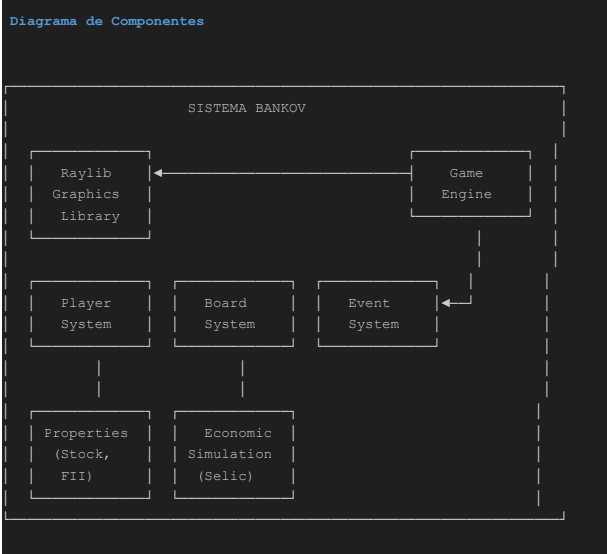 Diagrama de Componentes
SISTEMA BANKOV
Raylib
Graphics
Library
Game
Engine
Player
System
Board
System
Event
System
Properties
(Stock,
FII)
Economic
Simulation
(Selic)